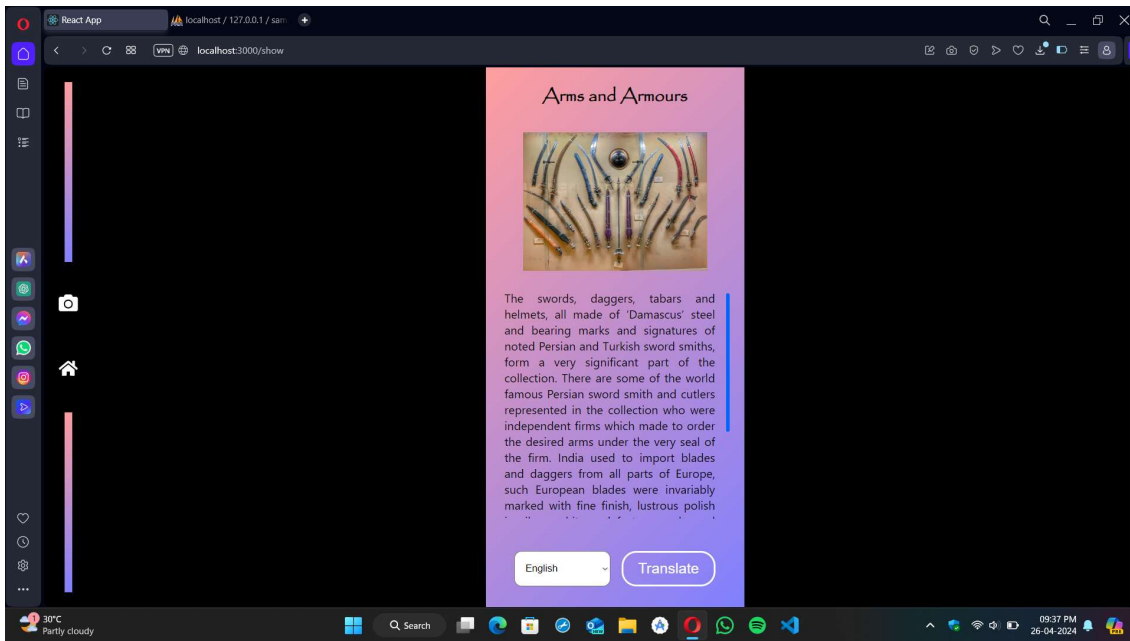 React App
localhost / 127.0.0.1 / sam
VPN
localhost:3000/show
Arms and Armours
The swords, daggers, tabars and
helmets, all made of ‘Damascus’ steel
and bearing marks and signatures of
noted Persian and Turkish sword smiths,
form a very significant part of the
collection. There are some of the world
famous Persian sword smith and cutlers
represented in the collection who were
independent firms which made to order
the desired arms under the very seal of
the firm. India used to import blades
and daggers from all parts of Europe,
such European blades were invariably
marked with fine finish, lustrous polish
English
Translate
1
30°C
Partly cloudy
Search
09:37 PM
26-04-2024